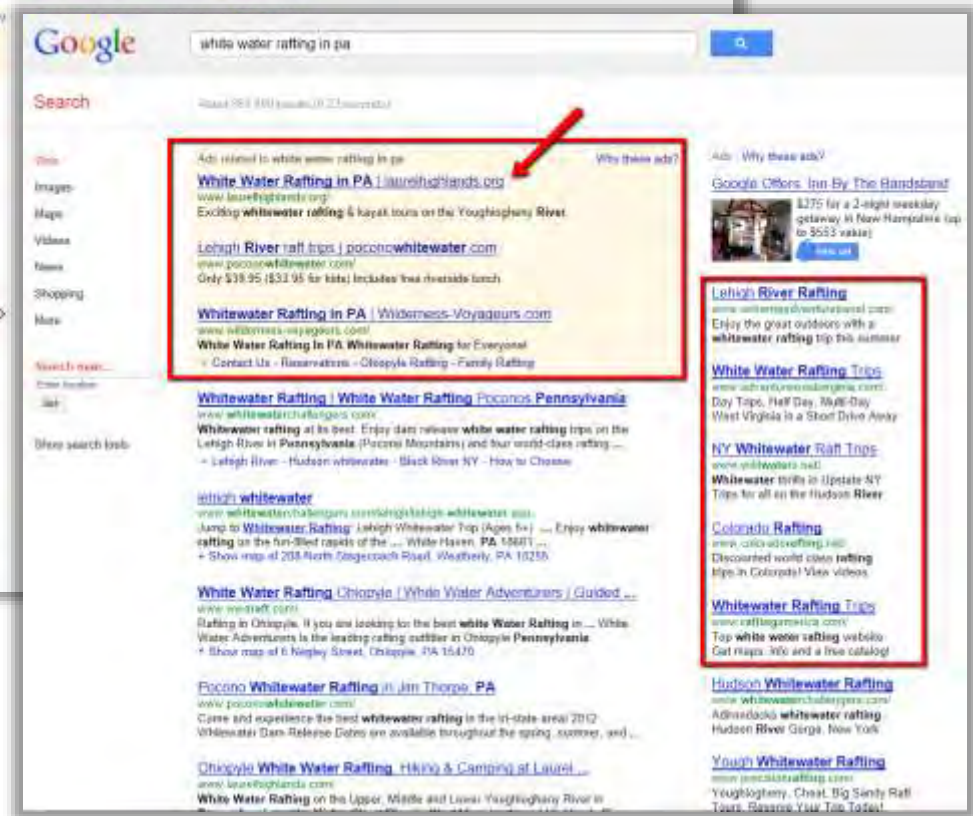 Google
white water rafting in pa
Search
Images
Maps
Videos
News
Shopping
More
Show search tools
Ads related to white water rafting in pa
Why these ads?
White Water Rafting in PA | laurelhighlands.org
www.laurelhighlands.org/
Exciting whitewater rafting & kayak tours on the Youghiogheny River.
Lehigh River raft trips | poconowhitewater.com
www.poconowhitewater.com/
Only $39.95 ($33.95 for kids) Includes free riverside lunch
Whitewater Rafting in PA | Wilderness-Voyageurs.com
www.wilderness-voyageurs.com/
White Water Rafting In PA Whitewater Rafting for Everyone!
Contact Us - Reservations - Ohiopyle Rafting - Family Rafting
Whitewater Rafting | White Water Rafting Poconos Pennsylvania
www.whitewaterchallengers.com/
Whitewater rafting at its best. Enjoy dam release white water rafting trips on the
Lehigh River in Pennsylvania (Pocono Mountains) and four world-class rafting ...
+ Lehigh River - Hudson whitewater - Black River NY - How to Choose
lehigh whitewater
Jump to Whitewater Rafting: Lehigh Whitewater Trip (Ages 5+) .... Enjoy whitewater
rafting on the fun-filled rapids of the .... White Haven, PA 18661 ...
+ Show map of 288 North Stagecoach Road, Weatherly, PA 18255
White Water Rafting Ohiopyle | White Water Adventurers | Guided ...
www.wwaraft.com/
Rafting in Ohiopyle. If you are looking for the best white Water Rafting in ... White
Water Adventurers is the leading rafting outfitter in Ohiopyle Pennsylvania
+ Show map of 6 Negley Street, Ohiopyle, PA 15470
Pocono Whitewater Rafting in Jim Thorpe, PA
www.poconowhitewater.com/
Come and experience the best whitewater rafting in the tri-state area! 2012
Whitewater Dam Release Dates are available throughout the spring, summer, and ...
Ohiopyle White Water Rafting, Hiking & Camping at Laurel ...
www.laurelhighlands.com/
White Water Rafting on the Upper, Middle and Lower Youghiogheny River in
Ads - Why these ads?
Google Offers: Inn By The Bandstand
$275 for a 2-night weekday
getaway in New Hampshire (up
to $553 value)
Lehigh River Rafting
Enjoy the great outdoors with a
whitewater rafting trip this summer
White Water Rafting Trips
Day Trips, Half Day, Multi-Day
West Virginia is a Short Drive Away
NY Whitewater Raft Trips
Whitewater thrills in Upstate NY
Trips for all on the Hudson River
Colorado Rafting
www.coloradorafting.net/
Discounted world class rafting
trips in Colorado! View videos.
Whitewater Rafting Trips
www.raftingamerica.com/
Top white water rafting website
Get maps, info and a free catalog!
Hudson Whitewater Rafting
www.whitewaterchallengers.com/
Adirondacks whitewater rafting
Hudson River Gorge, New York
Yough Whitewater Rafting
Youghiogheny, Cheat, Big Sandy Raft
Tours. Reserve Your Trip Today!